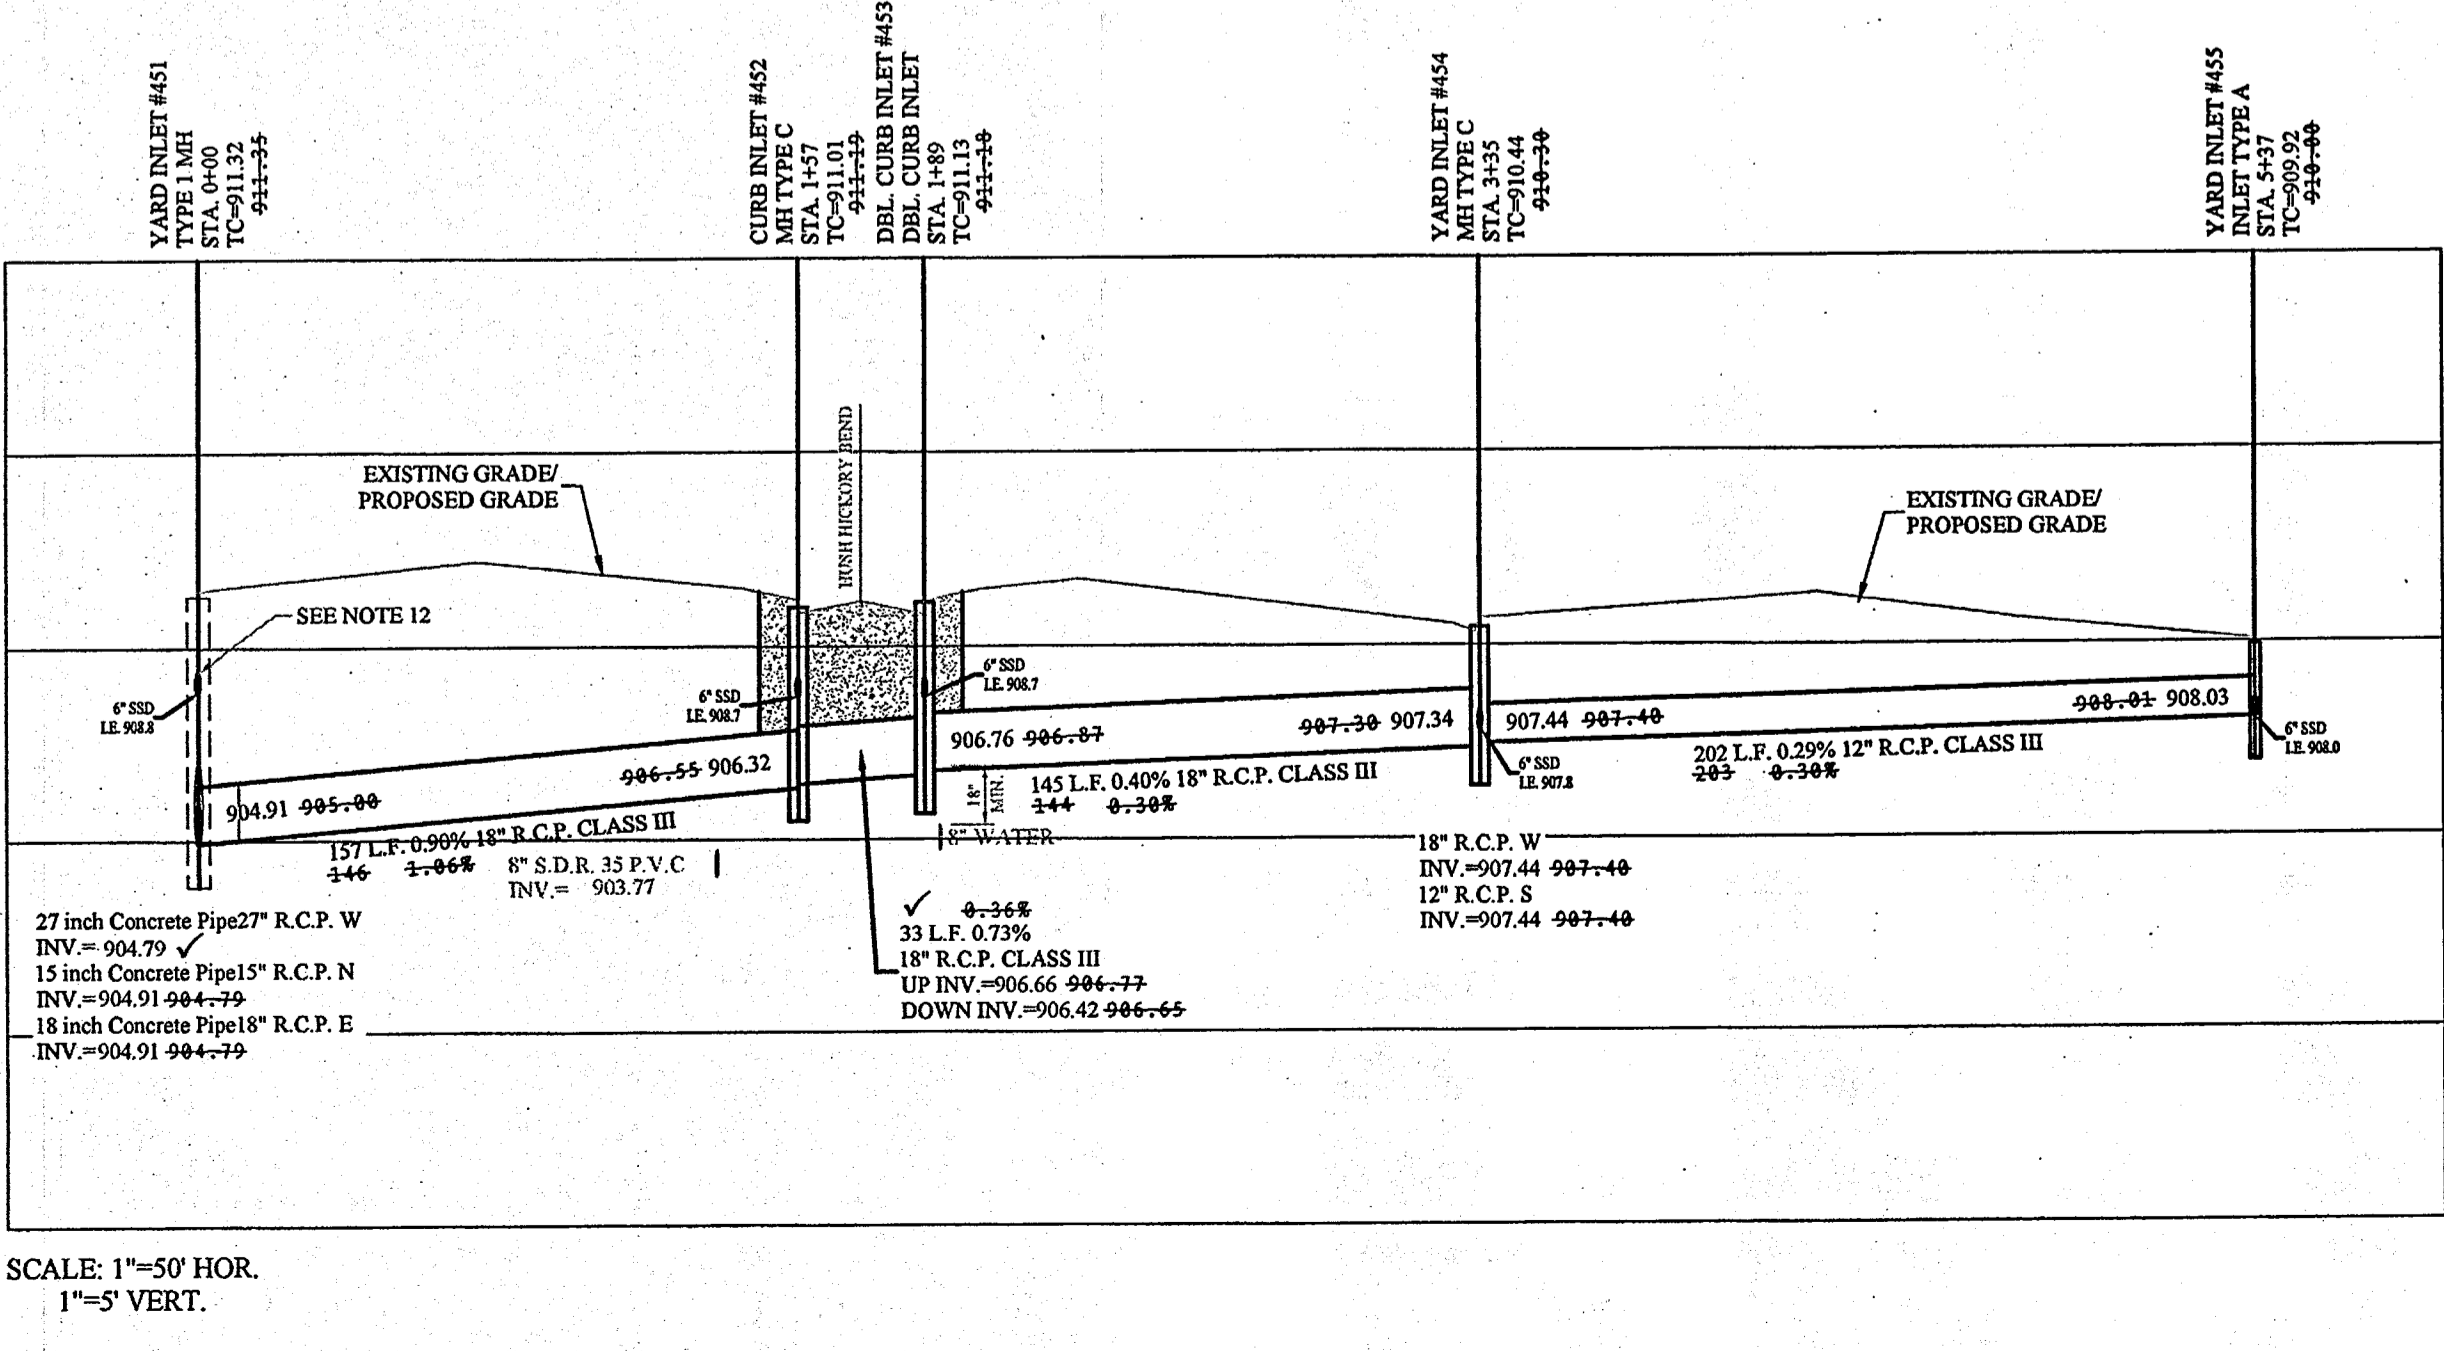 YARD INLET #451
TYPE 1 MH
STA. 0+00
TC=911.32
911.35
CURB INLET #452
MH TYPE C
STA. 1+57
TC=911.01
911.19
DBL. CURB INLET #453
DBL. CURB INLET
STA. 1+89
TC=911.13
911.18
YARD INLET #454
MH TYPE C
STA. 3+35
TC=910.44
910.30
YARD INLET #455
INLET TYPE A
STA. 5+37
TC=909.92
910.00
EXISTING GRADE/
PROPOSED GRADE
HUSH HICKORY BEND
EXISTING GRADE/
PROPOSED GRADE
SEE NOTE 12
6" SSD
I.E. 908.8
6" SSD
I.E. 908.7
6" SSD
I.E. 908.7
6" SSD
I.E. 907.8
6" SSD
I.E. 908.0
904.91 905.00
906.55 906.32
906.76 906.87
907.30 907.34
907.44 907.40
908.01 908.03
157 L.F. 0.90% 18" R.C.P. CLASS III
146 1.06%
8" S.D.R. 35 P.V.C
INV.= 903.77
18"
MIN.
8" WATER
145 L.F. 0.40% 18" R.C.P. CLASS III
144 0.30%
202 L.F. 0.29% 12" R.C.P. CLASS III
203 0.30%
27 inch Concrete Pipe27" R.C.P. W
INV.= 904.79 ✓
15 inch Concrete Pipe15" R.C.P. N
INV.=904.91 904.79
18 inch Concrete Pipe18" R.C.P. E
INV.=904.91 904.79
✓ 0.36%
33 L.F. 0.73%
18" R.C.P. CLASS III
UP INV.=906.66 906.77
DOWN INV.=906.42 906.65
18" R.C.P. W
INV.=907.44 907.40
12" R.C.P. S
INV.=907.44 907.40
SCALE: 1"=50' HOR.
1"=5' VERT.